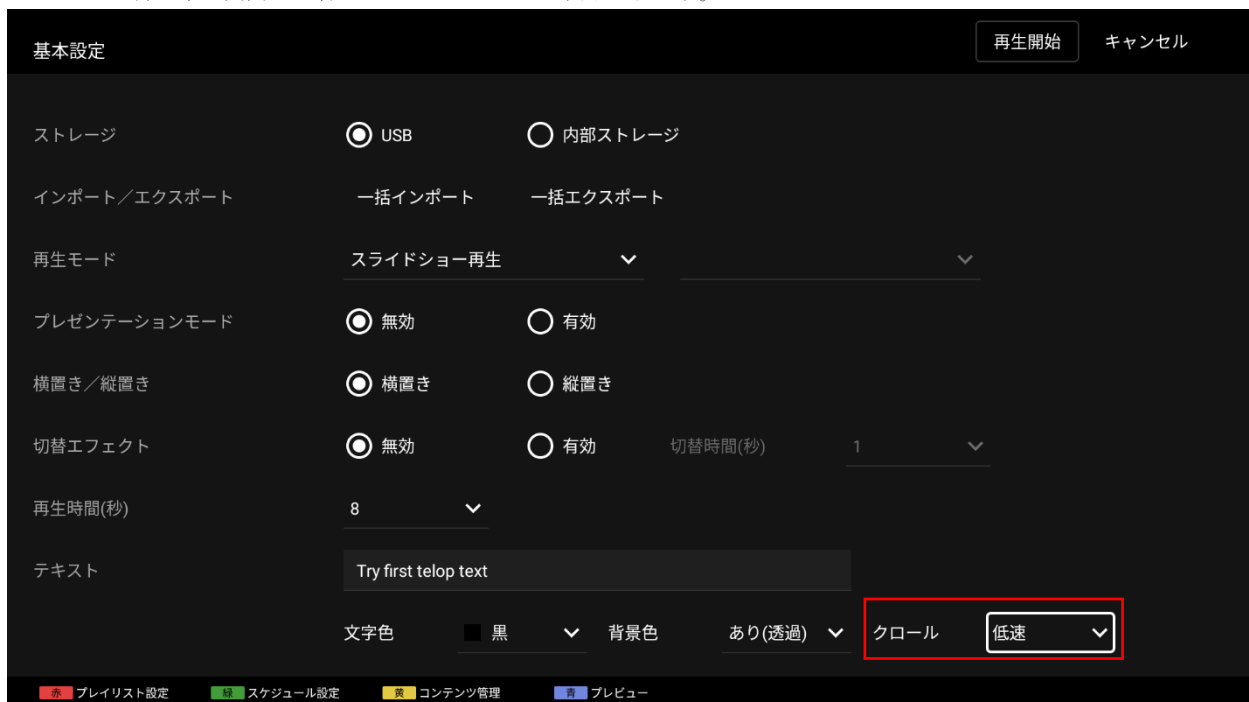 基本設定 再生開始 キャンセル
ストレージ USB 内部ストレージ
インポート／エクスポート 一括インポート 一括エクスポート
再生モード スライドショー再生
プレゼンテーションモード 無効 有効
横置き／縦置き 横置き 縦置き
切替エフェクト 無効 有効 切替時間(秒) 1
再生時間(秒) 8
テキスト Try first telop text
文字色 黒 背景色 あり(透過) クロール 低速
赤 プレイリスト設定 緑 スケジュール設定 黄 コンテンツ管理 青 プレビュー